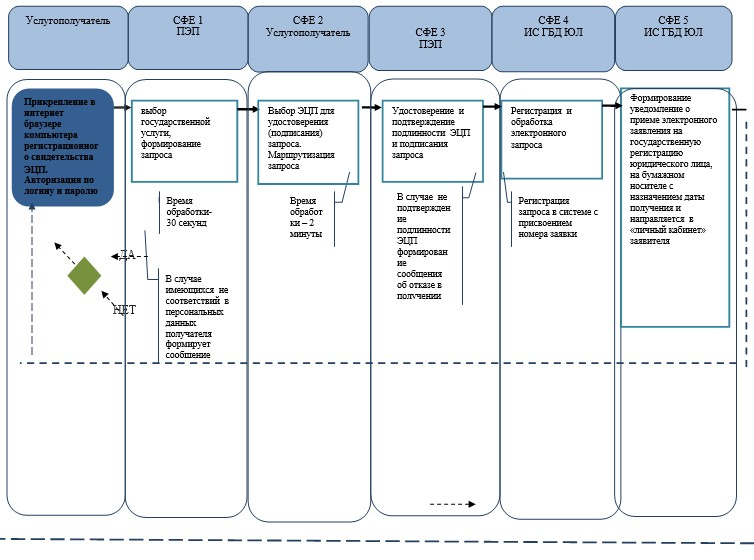 Услугополучатель
СФЕ 1
ПЭП
СФЕ 2
Услугополучатель
СФЕ 3
ПЭП
СФЕ 4
ИС ГБД ЮЛ
СФЕ 5
ИС ГБД ЮЛ
Прикрепление в
интернет
браузере
компьютера
регистрационног
о свидетельства
ЭЦП.
Авторизация по
логину и паролю
выбор
государственной
услуги,
формирование
запроса
Выбор ЭЦП для
удостоверения
(подписания)
запроса.
Маршрутизация
запроса
Удостоверение и
подтверждение
подлинности ЭЦП
и подписания
запроса
Регистрация и
обработка
электронного
запроса
Формирование
уведомление о
приеме электронного
заявления на
государственную
регистрацию
юридического лица,
на бумажном
носителе с
назначением даты
получения и
направляется в
«личный кабинет»
заявителя
Время
обработки-
30 секунд
Время
обработ
ки – 2
минуты
В случае не
подтвержден
ие
подлинности
ЭЦП
формирован
ие
сообщения
об отказе в
получении
Регистрация
запроса в системе с
присвоением
номера заявки
ДА
НЕТ
В случае
имеющихся не
соответствий в
персональных
данных
получателя
формирует
сообщение